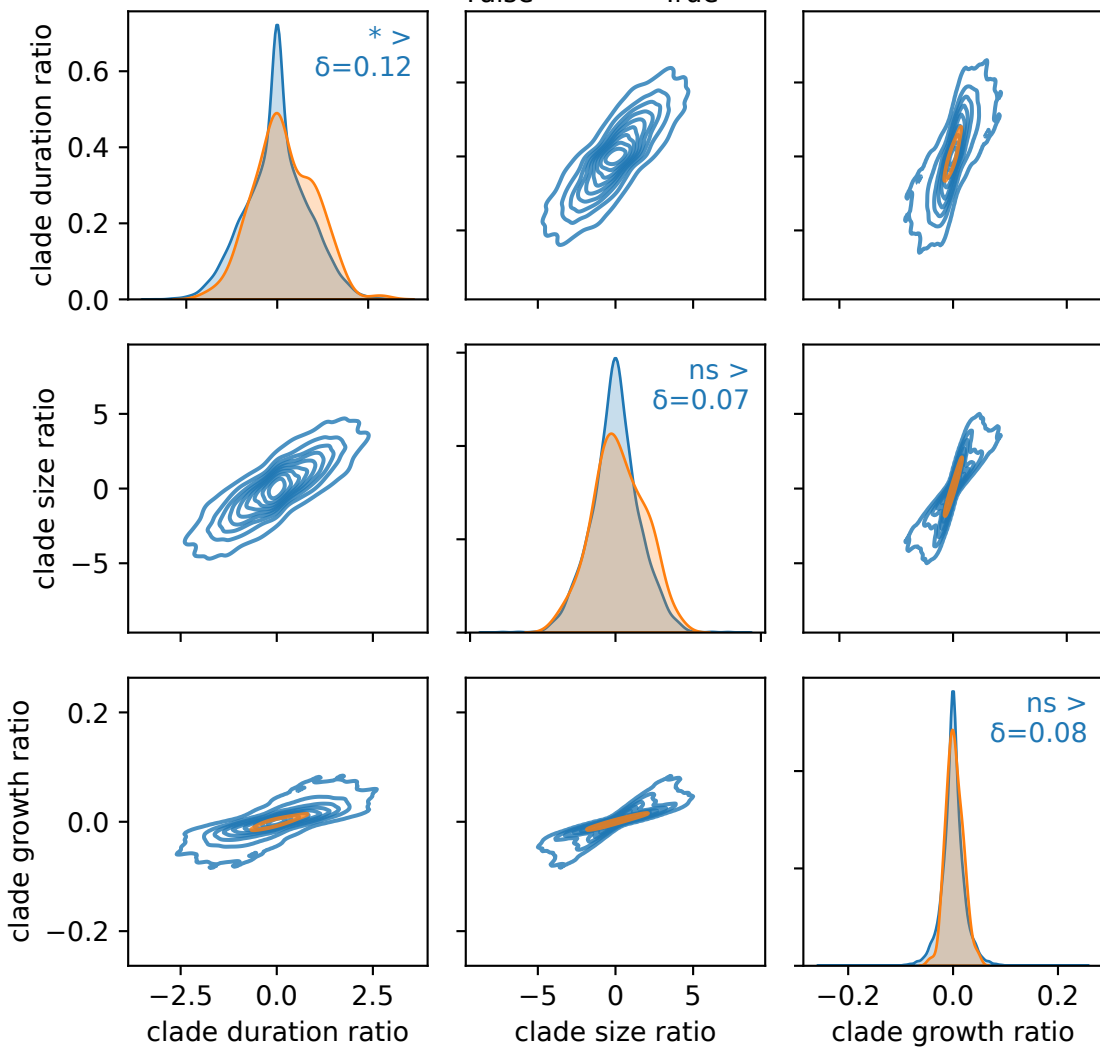 clade duration ratio
0.6
0.4
0.2
0.0
* >
δ=0.12
clade size ratio
5
0
−5
ns >
δ=0.07
clade growth ratio
0.2
0.0
−0.2
ns >
δ=0.08
−2.5 0.0 2.5
−5 0 5
−0.2 0.0 0.2
clade duration ratio
clade size ratio
clade growth ratio